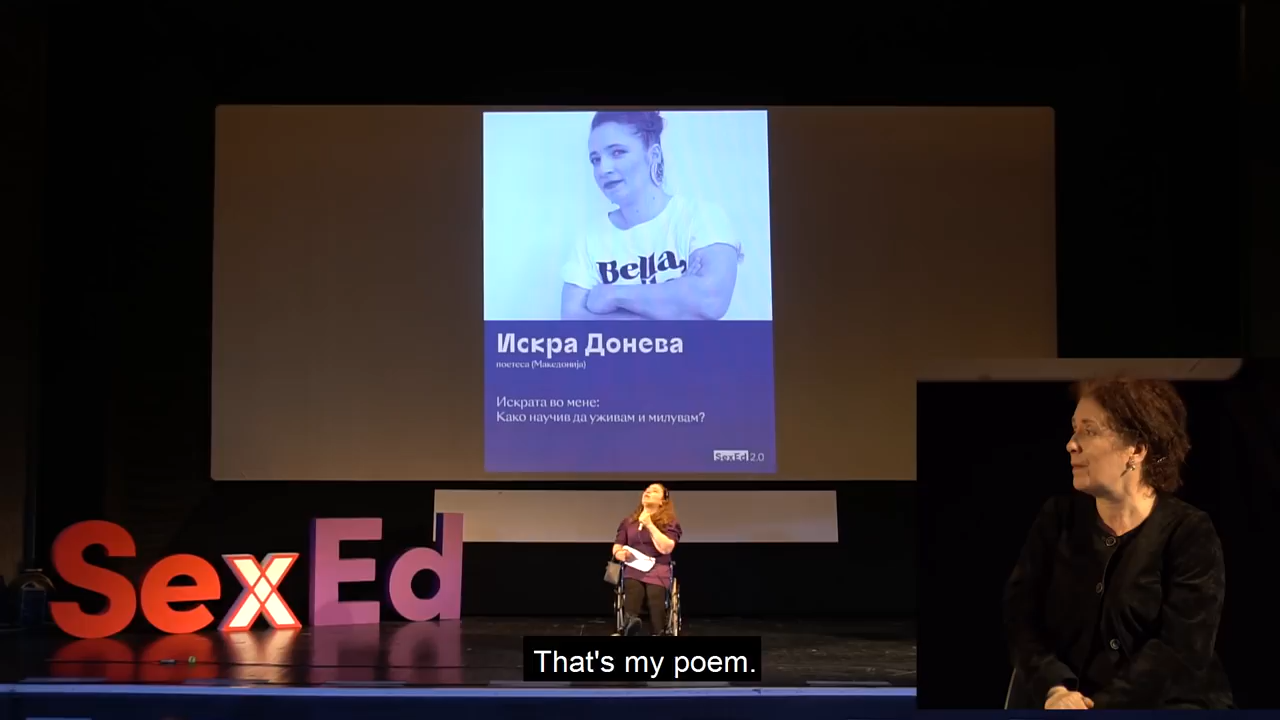 Bella,
Искра Донева
поетеса (Македонија)
Искрата во мене:
Како научив да уживам и милувам?
SexEd 2.0
SexEd
That's my poem.